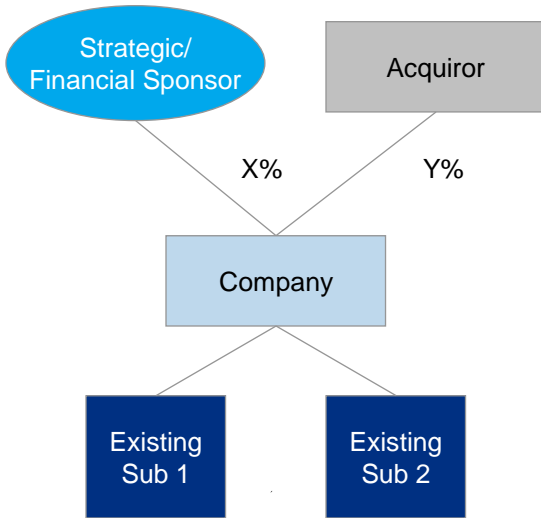 Strategic/
Financial Sponsor
Acquiror
X%
Y%
Company
Existing
Sub 1
Existing
Sub 2